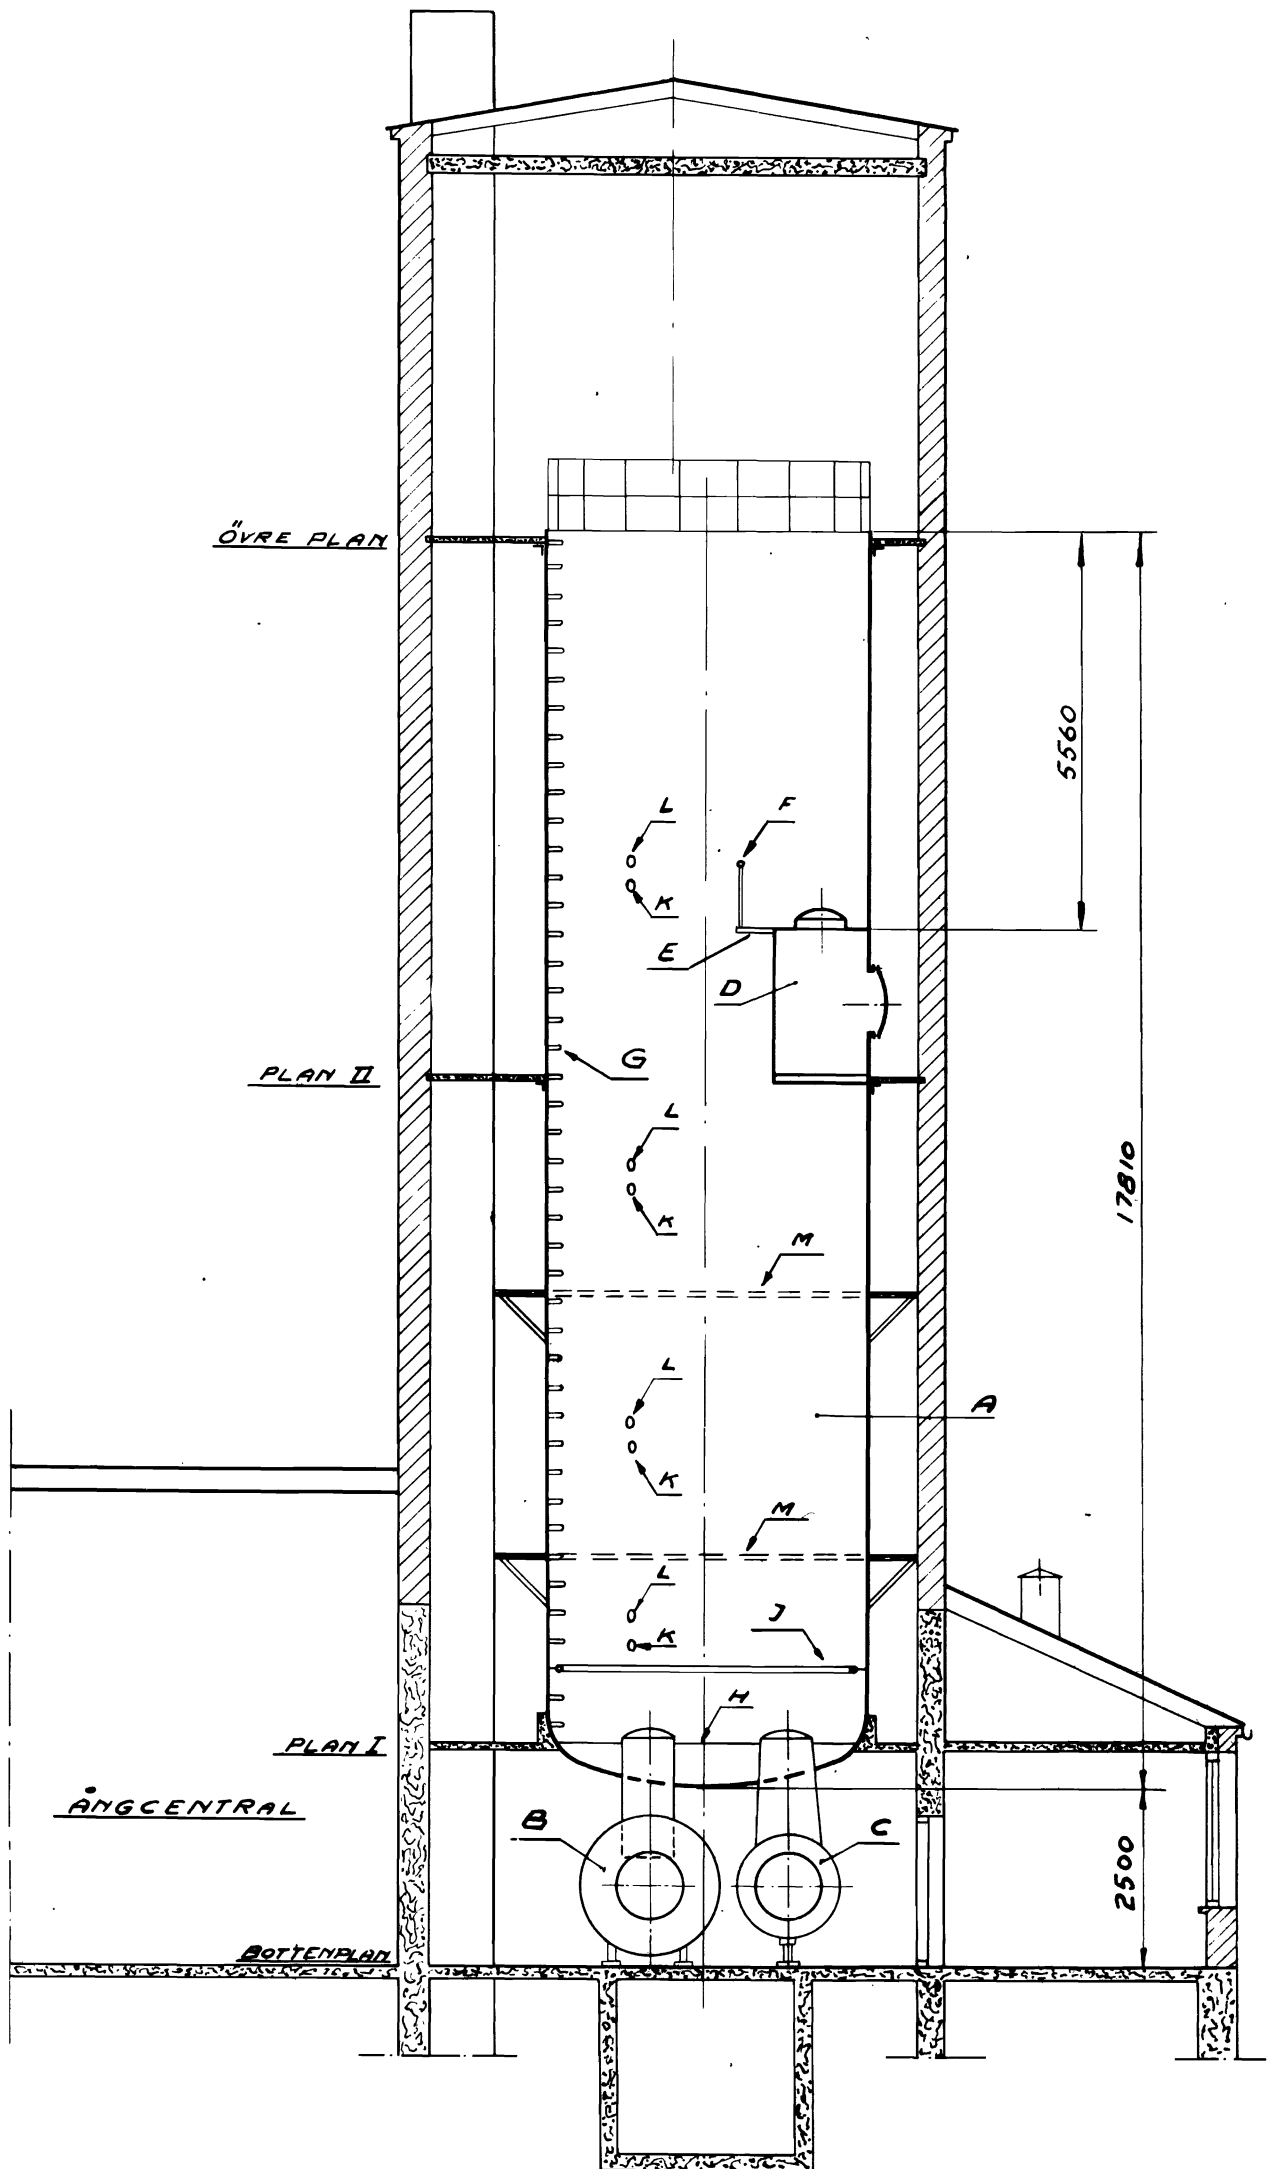 ÖVRE PLAN
5560
L
F
K
E
D
G
PLAN II
L
17810
K
M
L
A
K
M
L
J
K
H
PLAN I
ÅNGCENTRAL
B
C
2500
BOTTENPLAN